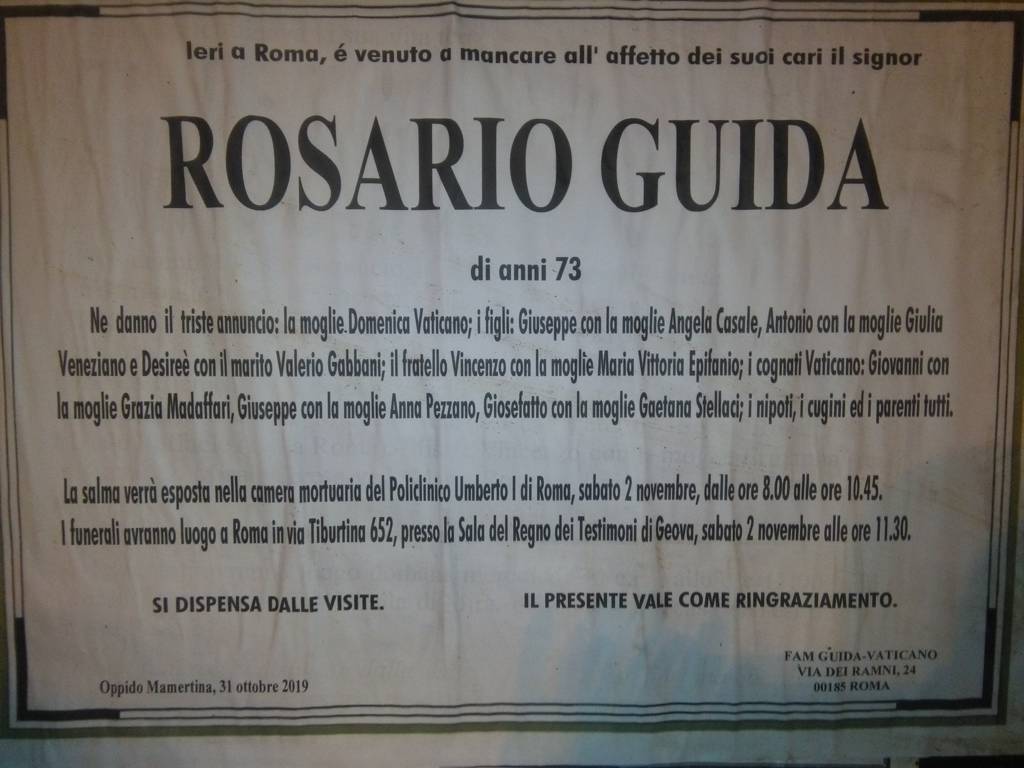 Ieri a Roma, é venuto a mancare all' affetto dei suoi cari il signor
ROSARIO GUIDA
di anni 73
Ne danno il triste annuncio: la moglie Domenica Vaticano; i figli: Giuseppe con la moglie Angela Casale, Antonio con la moglie Giulia
Veneziano e Desireè con il marito Valerio Gabbani; il fratello Vincenzo con la moglie Maria Vittoria Epifanio; i cognati Vaticano: Giovanni con
la moglie Grazia Madaffari, Giuseppe con la moglie Anna Pezzano, Giosefatto con la moglie Gaetana Stellaci; i nipoti, i cugini ed i parenti tutti.
La salma verrà esposta nella camera mortuaria del Policlinico Umberto I di Roma, sabato 2 novembre, dalle ore 8.00 alle ore 10.45.
I funerali avranno luogo a Roma in via Tiburtina 652, presso la Sala del Regno dei Testimoni di Geova, sabato 2 novembre alle ore 11.30.
SI DISPENSA DALLE VISITE. IL PRESENTE VALE COME RINGRAZIAMENTO.
FAM GUIDA-VATICANO
VIA DEI RAMNI, 24
00185 ROMA
Oppido Mamertina, 31 ottobre 2019